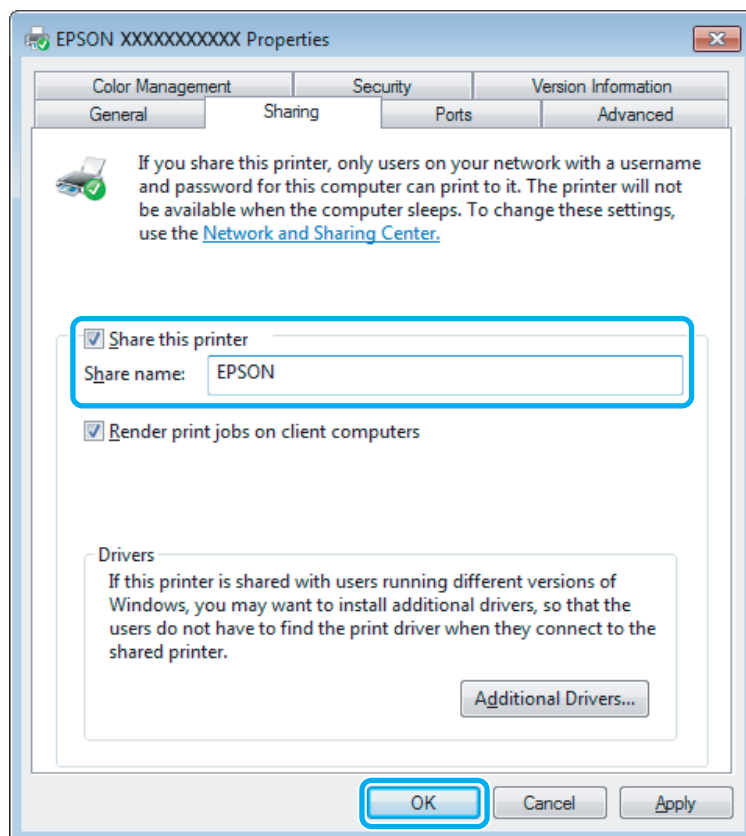 EPSON XXXXXXXXXXX Properties
Color Management Security Version Information
General Sharing Ports Advanced
If you share this printer, only users on your network with a username
and password for this computer can print to it. The printer will not
be available when the computer sleeps. To change these settings,
use the Network and Sharing Center.
Share this printer
Share name: EPSON
Render print jobs on client computers
Drivers
If this printer is shared with users running different versions of
Windows, you may want to install additional drivers, so that the
users do not have to find the print driver when they connect to the
shared printer.
Additional Drivers...
OK Cancel Apply